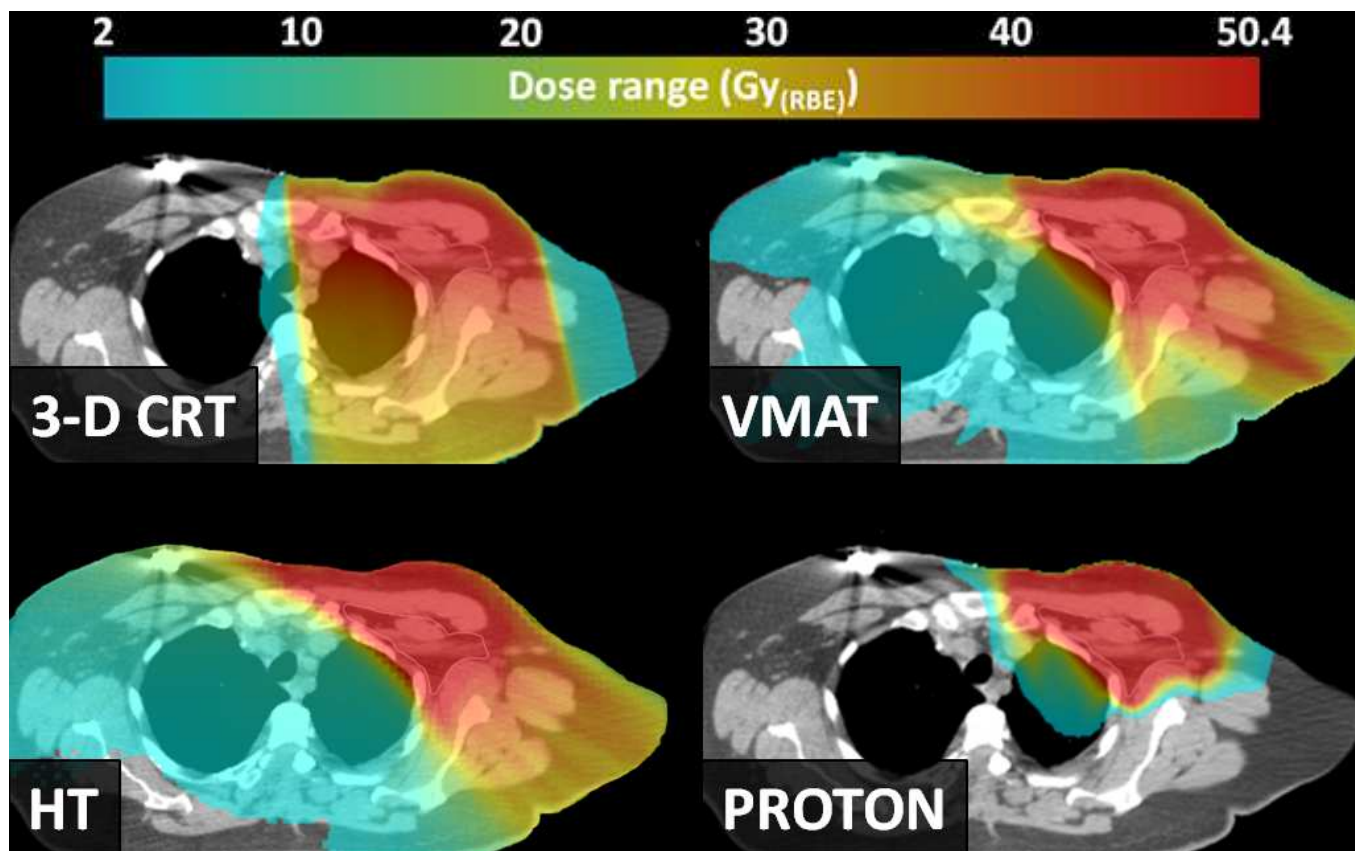 2 10 20 30 40 50.4
Dose range (Gy(RBE))
3-D CRT
VMAT
HT
PROTON